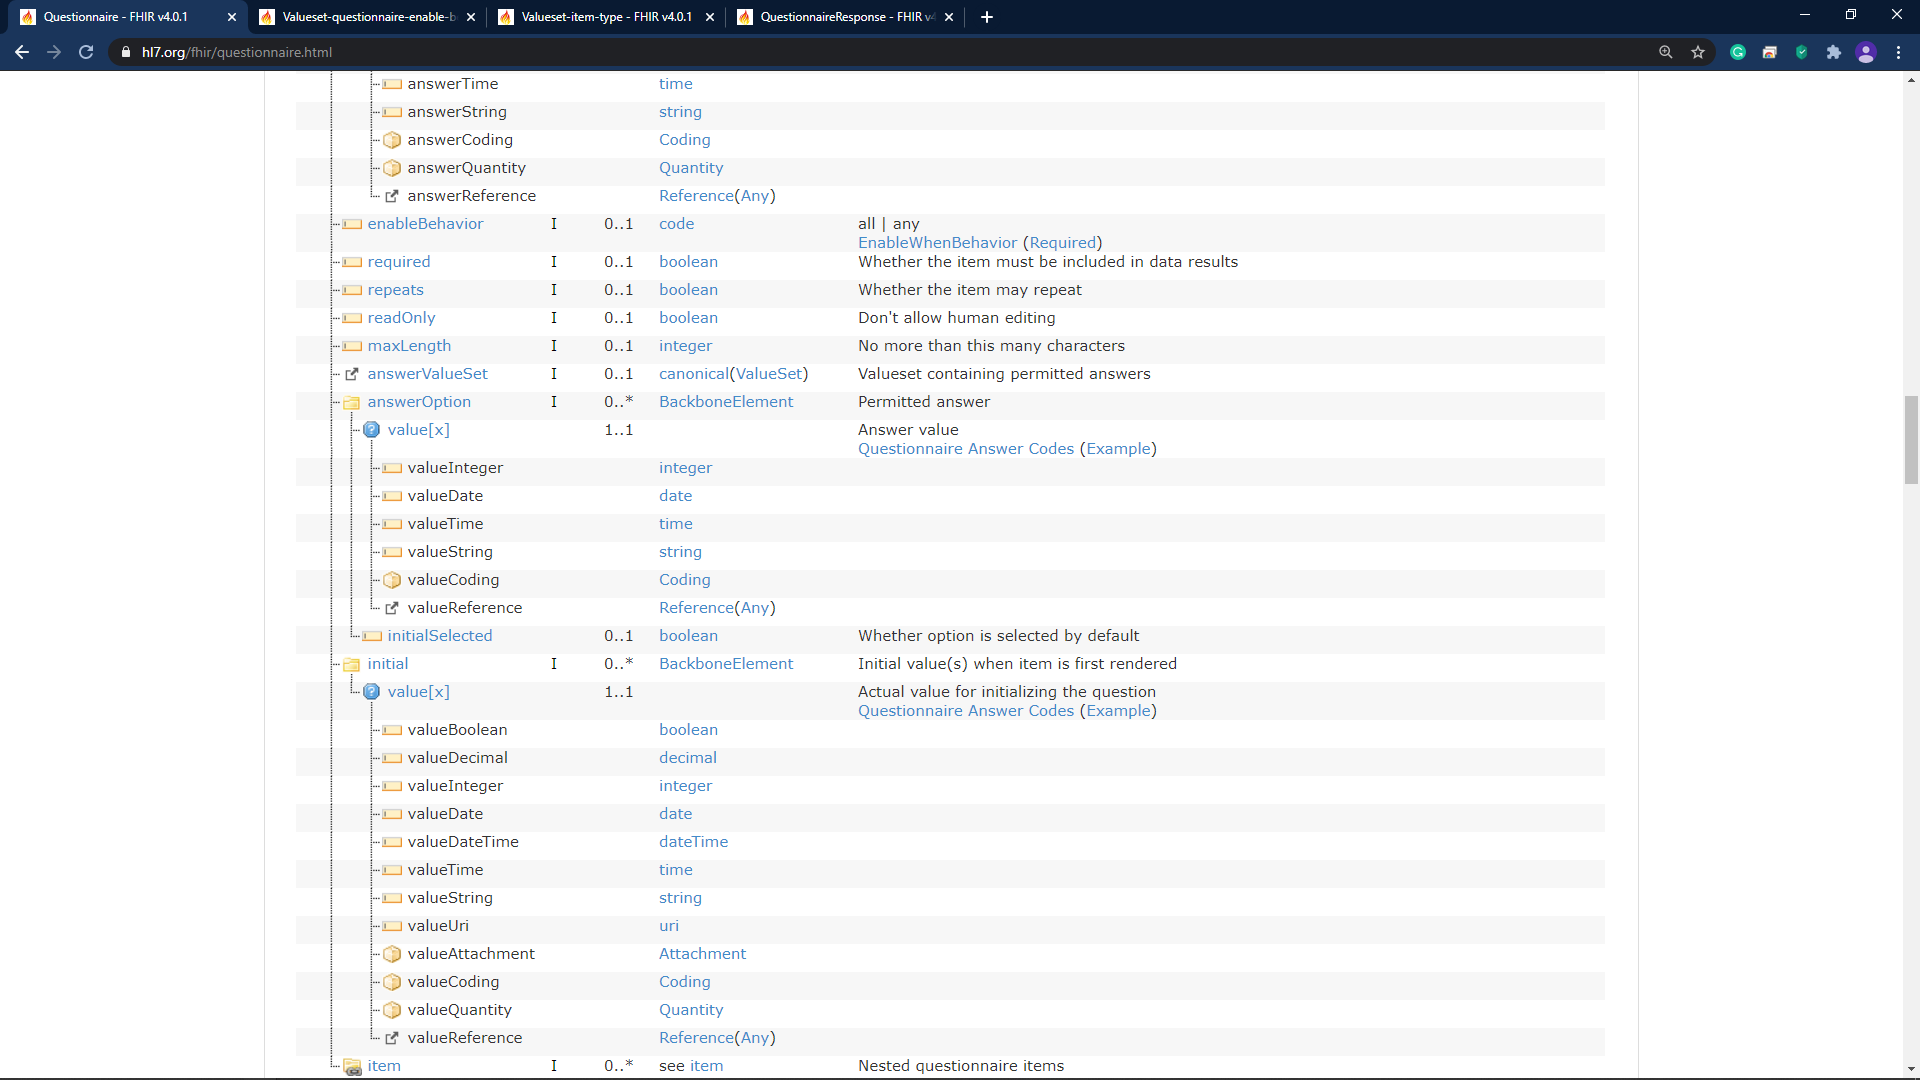 Questionnaire - FHIR v4.0.1
Valueset-questionnaire-enable-b
Valueset-item-type - FHIR v4.0.1
QuestionnaireResponse - FHIR v4
hl7.org/fhir/questionnaire.html
answerTime time
answerString string
answerCoding Coding
answerQuantity Quantity
answerReference Reference(Any)
enableBehavior I 0..1 code all | any
EnableWhenBehavior (Required)
required I 0..1 boolean Whether the item must be included in data results
repeats I 0..1 boolean Whether the item may repeat
readOnly I 0..1 boolean Don't allow human editing
maxLength I 0..1 integer No more than this many characters
answerValueSet I 0..1 canonical(ValueSet) Valueset containing permitted answers
answerOption I 0..* BackboneElement Permitted answer
value[x] 1..1 Answer value
Questionnaire Answer Codes (Example)
valueInteger integer
valueDate date
valueTime time
valueString string
valueCoding Coding
valueReference Reference(Any)
initialSelected 0..1 boolean Whether option is selected by default
initial I 0..* BackboneElement Initial value(s) when item is first rendered
value[x] 1..1 Actual value for initializing the question
Questionnaire Answer Codes (Example)
valueBoolean boolean
valueDecimal decimal
valueInteger integer
valueDate date
valueDateTime dateTime
valueTime time
valueString string
valueUri uri
valueAttachment Attachment
valueCoding Coding
valueQuantity Quantity
valueReference Reference(Any)
item I 0..* see item Nested questionnaire items